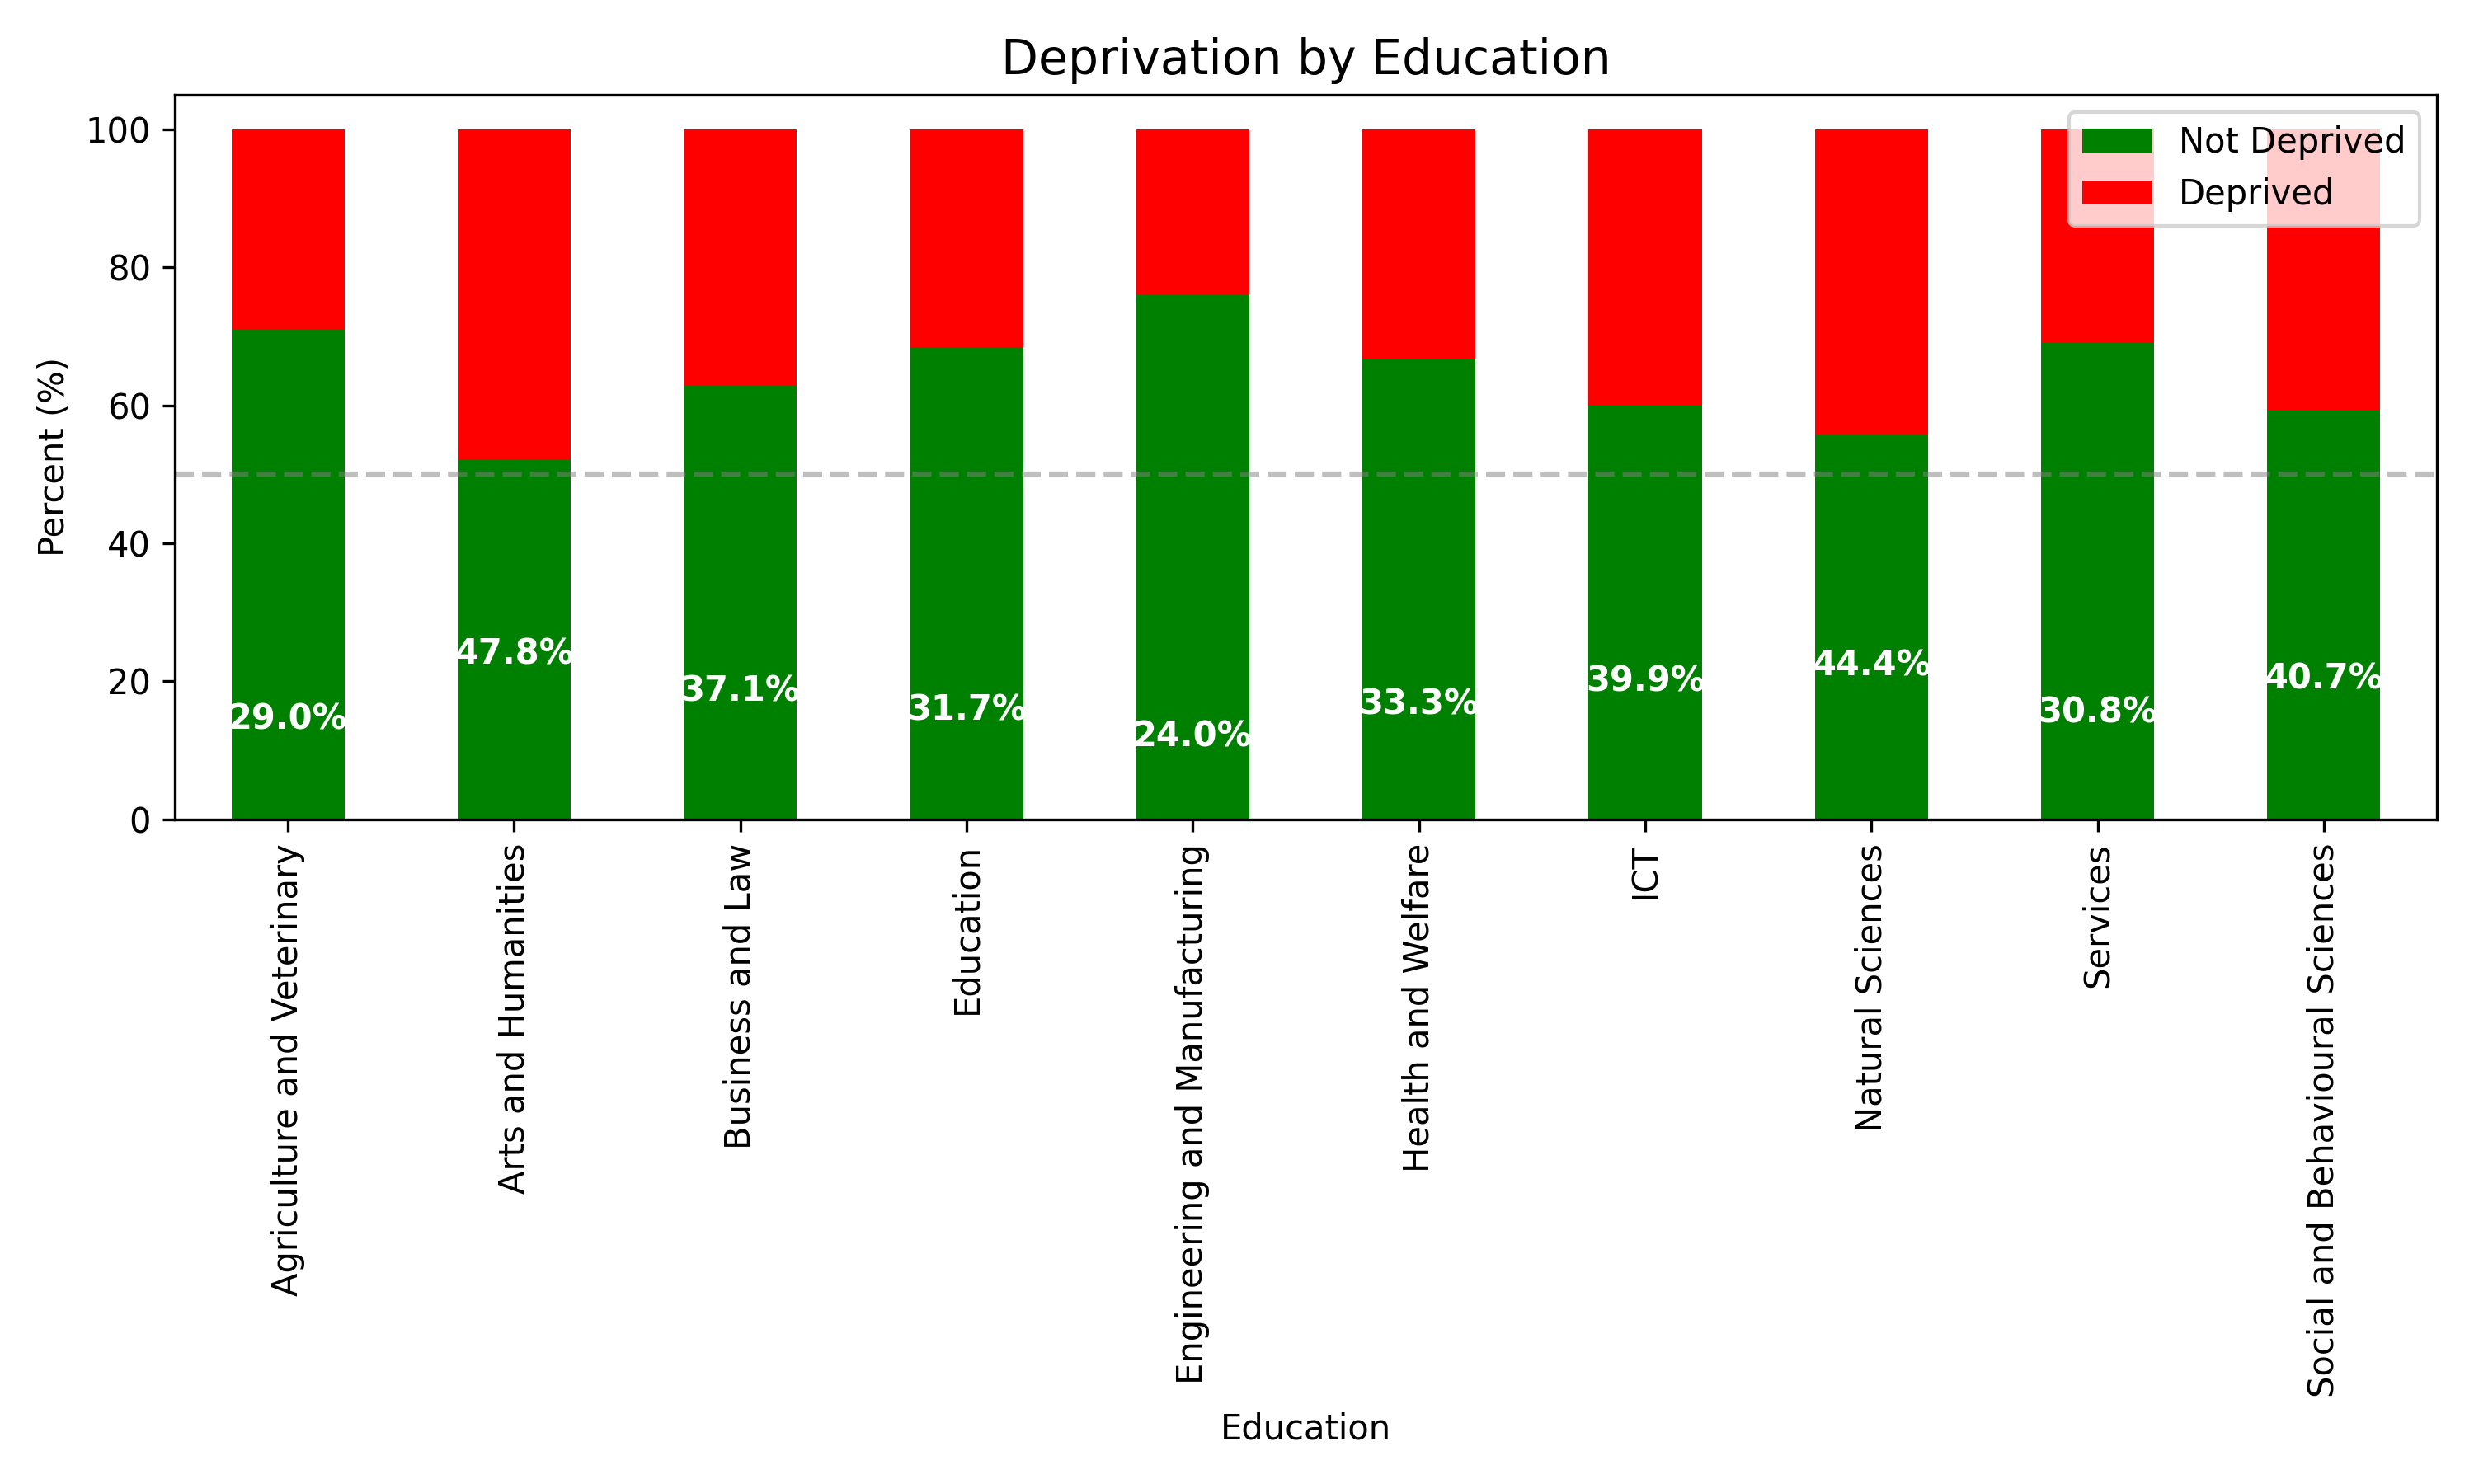 Deprivation by Education
Percent (%)
100
80
60
40
20
0
Not Deprived
Deprived
29.0%
47.8%
37.1%
31.7%
24.0%
33.3%
39.9%
44.4%
30.8%
40.7%
Agriculture and Veterinary
Arts and Humanities
Business and Law
Education
Engineering and Manufacturing
Health and Welfare
ICT
Natural Sciences
Services
Social and Behavioural Sciences
Education